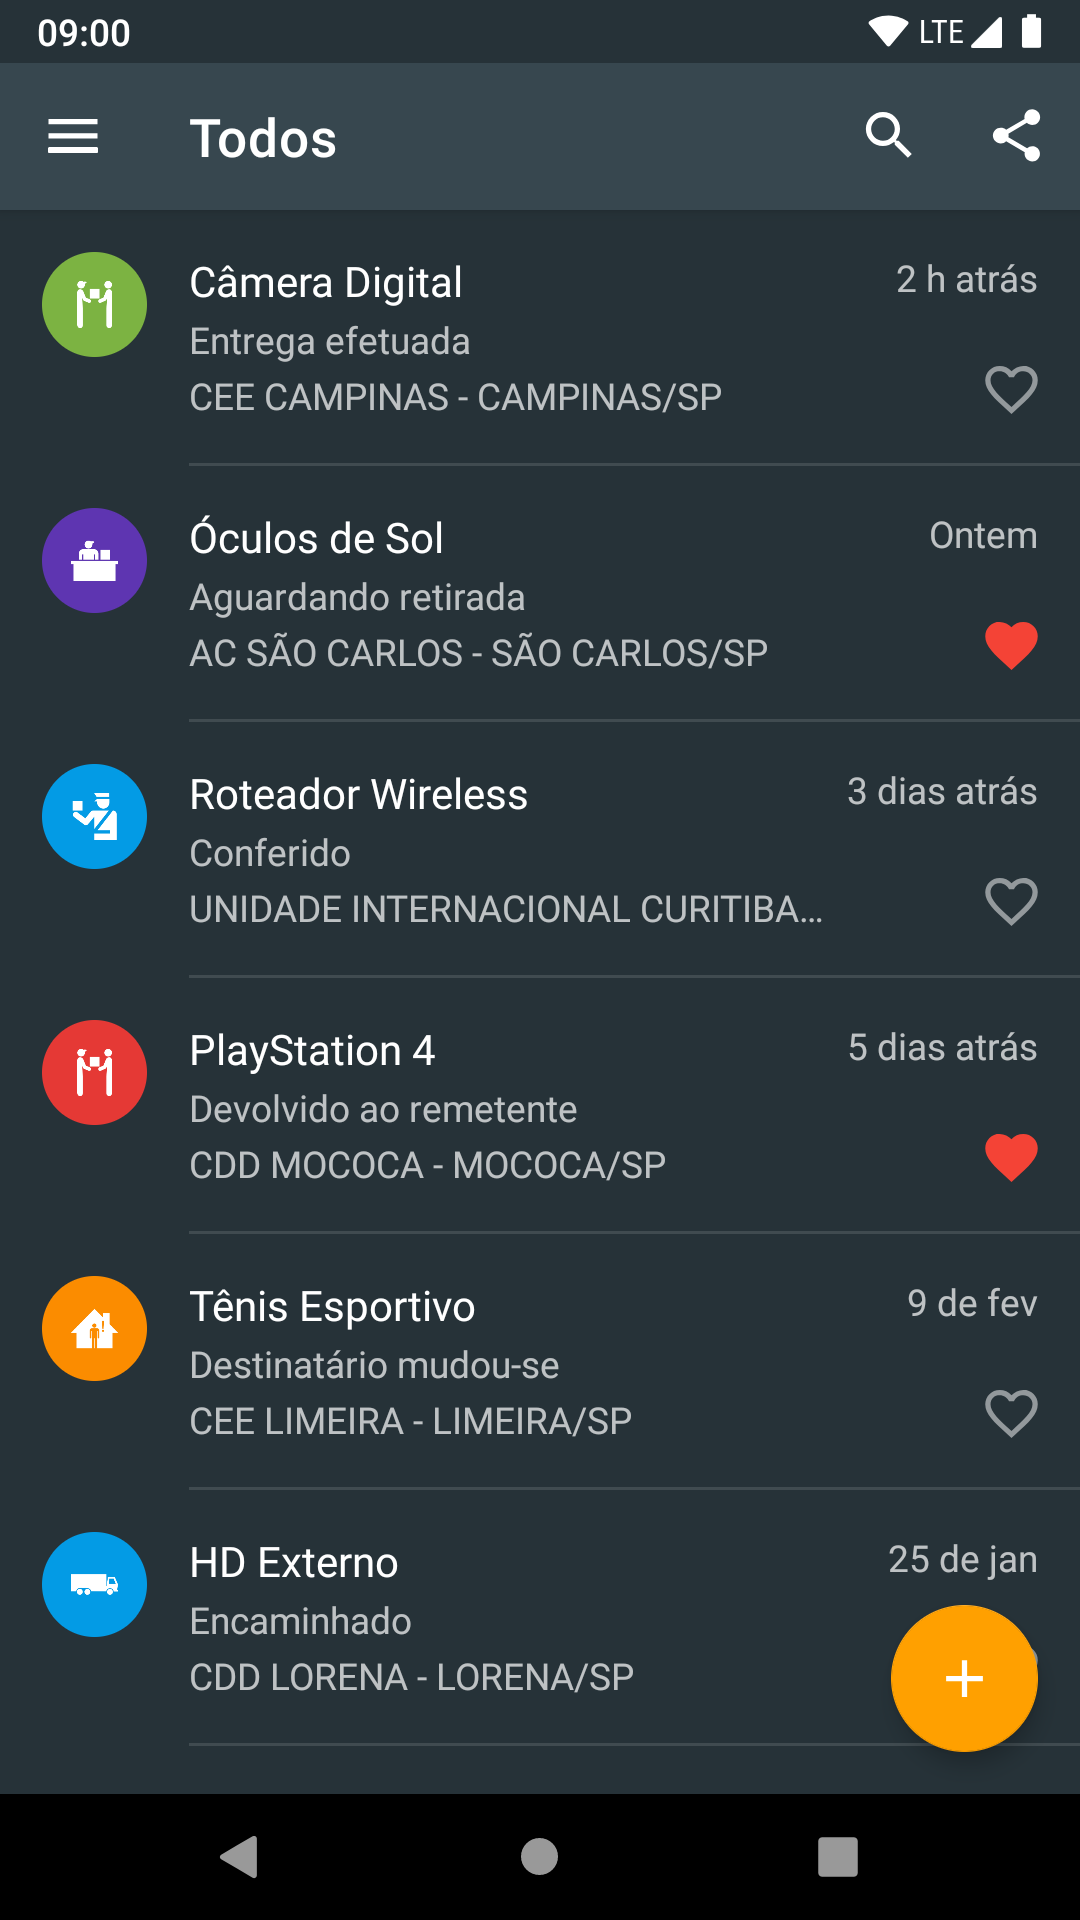 09:00
LTE
Todos
Câmera Digital
2 h atrás
Entrega efetuada
CEE CAMPINAS - CAMPINAS/SP
Óculos de Sol
Ontem
Aguardando retirada
AC SÃO CARLOS - SÃO CARLOS/SP
Roteador Wireless
3 dias atrás
Conferido
UNIDADE INTERNACIONAL CURITIBA...
PlayStation 4
5 dias atrás
Devolvido ao remetente
CDD MOCOCA - MOCOCA/SP
Tênis Esportivo
9 de fev
Destinatário mudou-se
CEE LIMEIRA - LIMEIRA/SP
HD Externo
25 de jan
Encaminhado
CDD LORENA - LORENA/SP